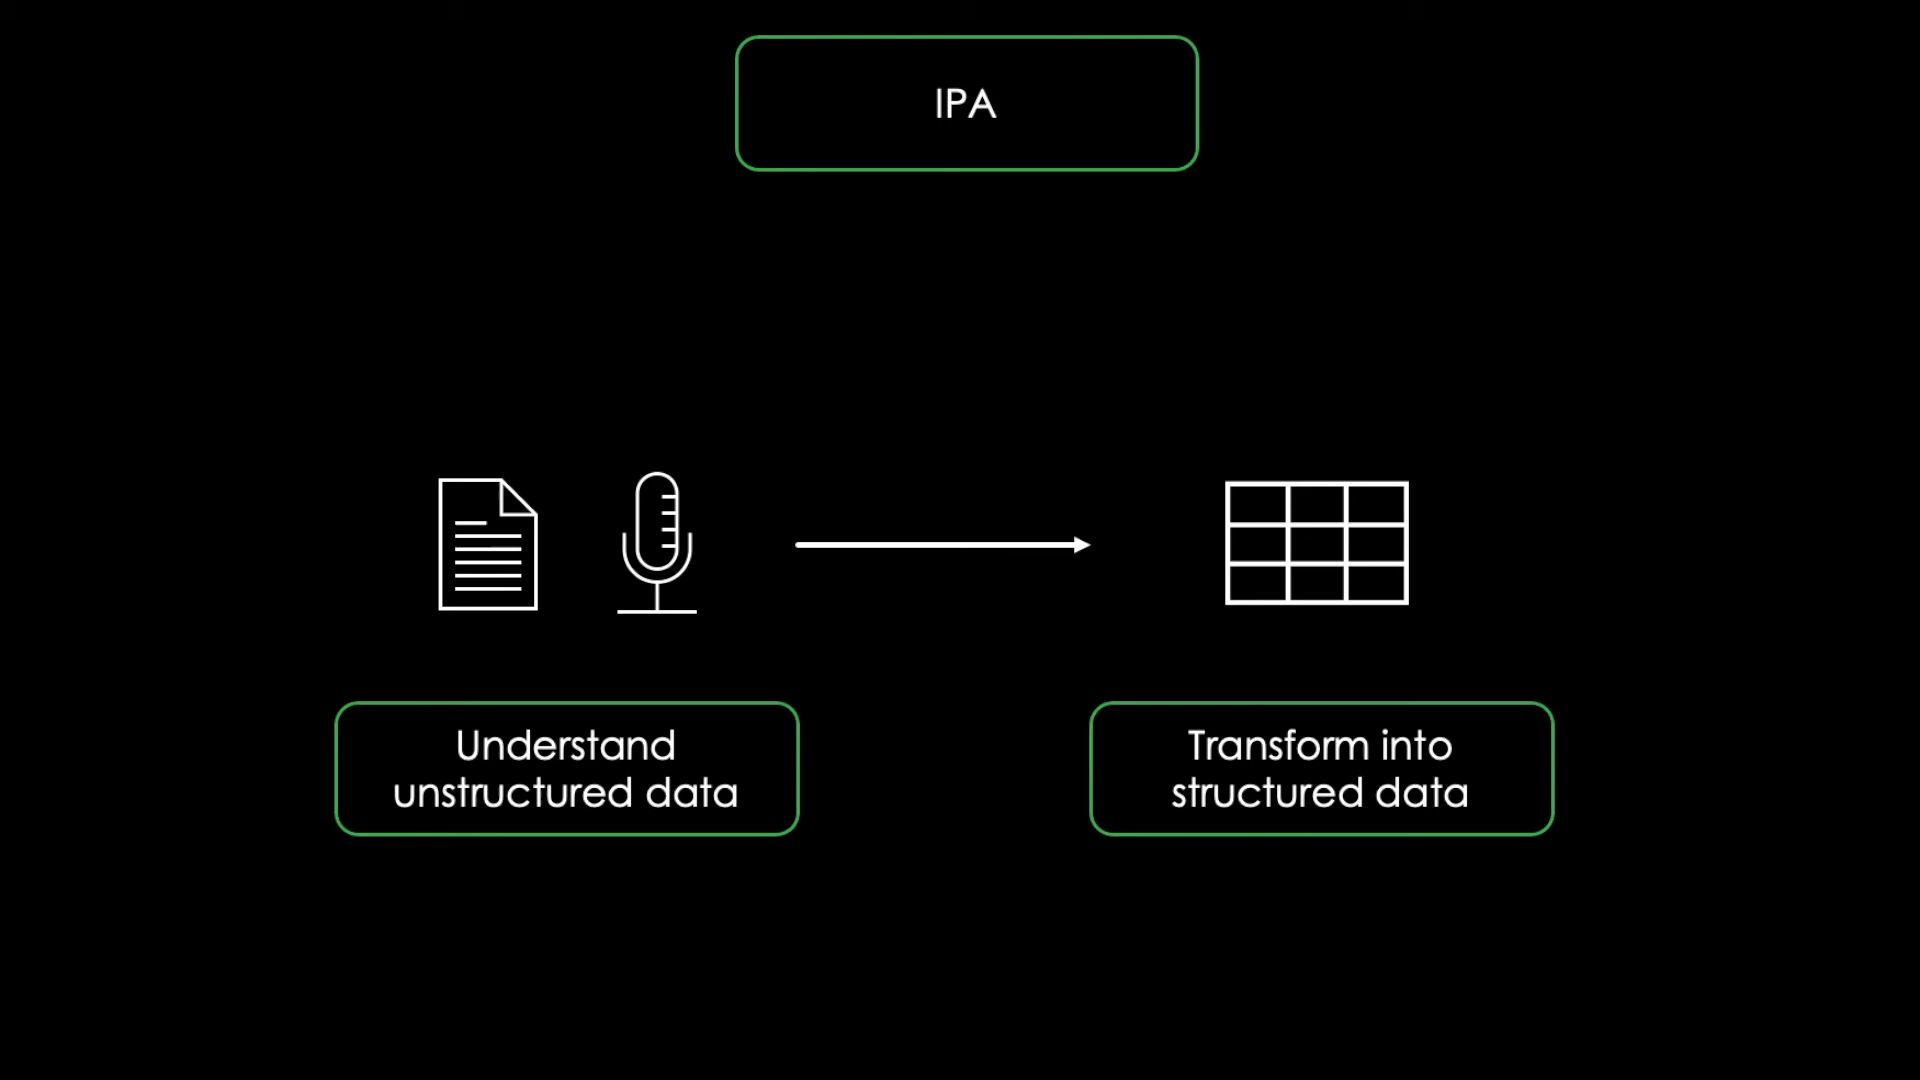 IPA
Understand
unstructured data
Transform into
structured data